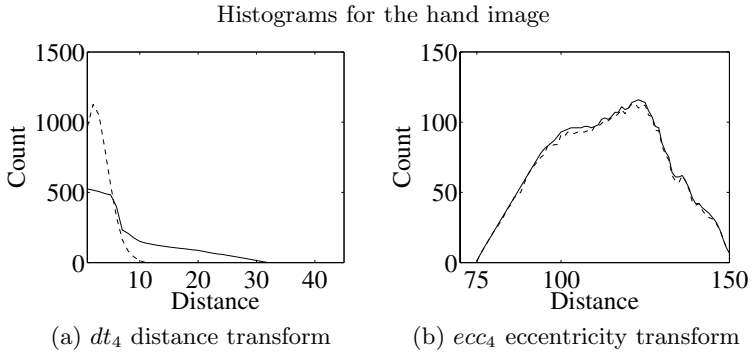 Histograms for the hand image
1500
1000
500
0
Count
10 20 30 40
Distance
(a) dt₄ distance transform
150
100
50
0
Count
75 100 150
Distance
(b) ecc₄ eccentricity transform